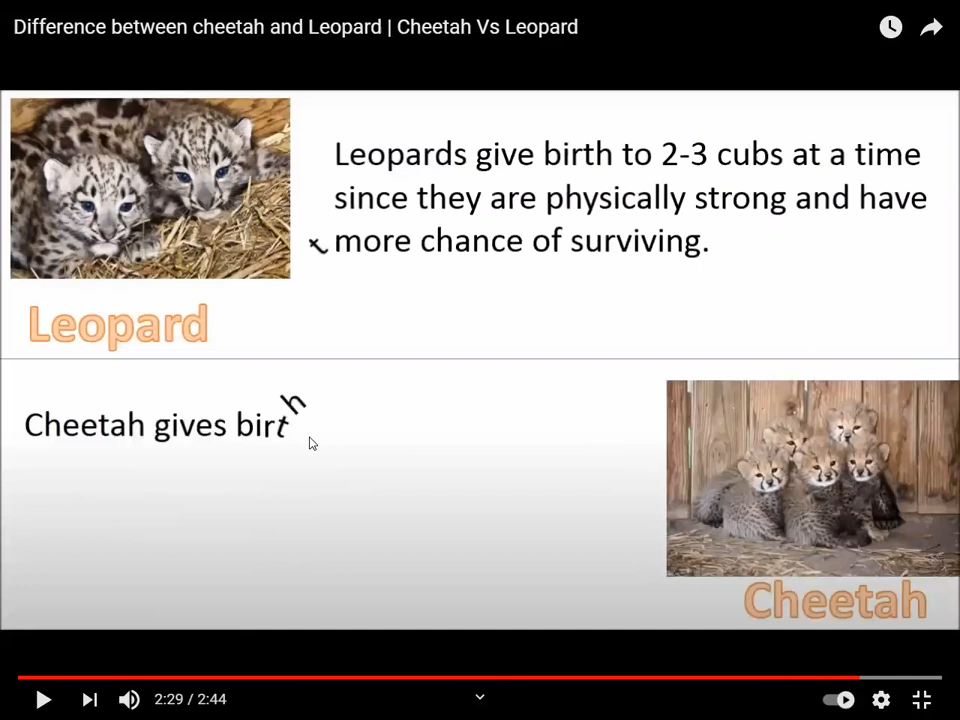 Difference between cheetah and Leopard | Cheetah Vs Leopard
Leopards give birth to 2-3 cubs at a time
since they are physically strong and have
more chance of surviving.
Leopard
Cheetah gives birth
t
Cheetah
2:29 / 2:44